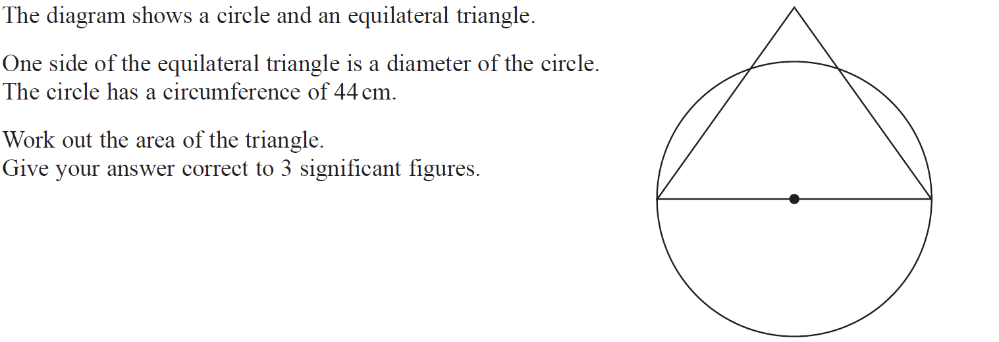 The diagram shows a circle and an equilateral triangle.
One side of the equilateral triangle is a diameter of the circle.
The circle has a circumference of 44 cm.
Work out the area of the triangle.
Give your answer correct to 3 significant figures.